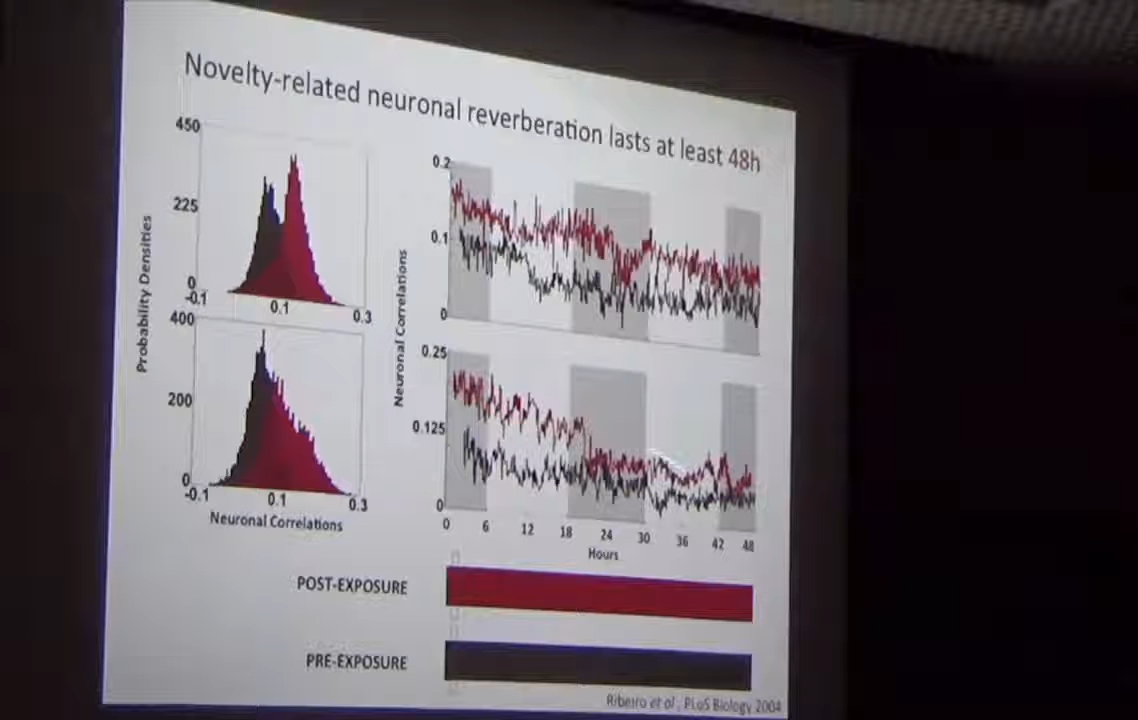 Novelty-related neuronal reverberation lasts at least 48h
450
225
0
-0.1
0.1
0.3
Probability Densities
400
200
0
-0.1
0.1
0.3
Neuronal Correlations
0.2
0.1
0
Neuronal Correlations
0.25
0.125
0
0 6 12 18 24 30 36 42 48
Hours
POST-EXPOSURE
PRE-EXPOSURE
Ribeiro et al, PLoS Biology 2004